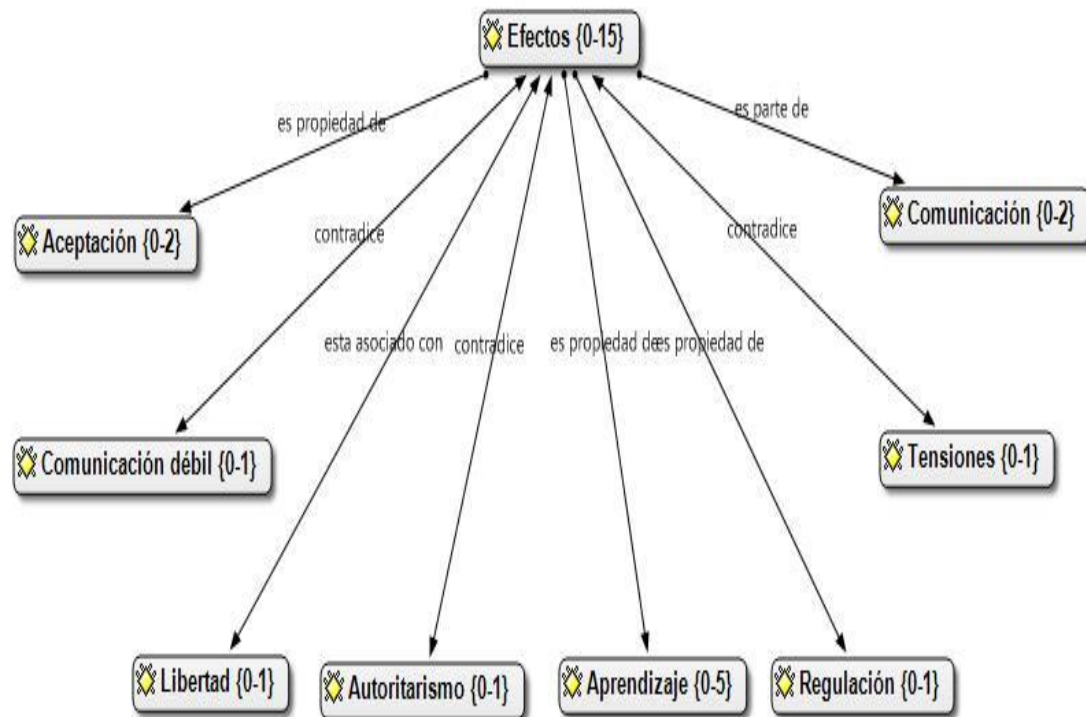 Efectos {0-15}
es propiedad de
es parte de
Aceptación {0-2}
Comunicación {0-2}
contradice
contradice
esta asociado con
contradice
es propiedad de
es propiedad de
Comunicación débil {0-1}
Tensiones {0-1}
Libertad {0-1}
Autoritarismo {0-1}
Aprendizaje {0-5}
Regulación {0-1}